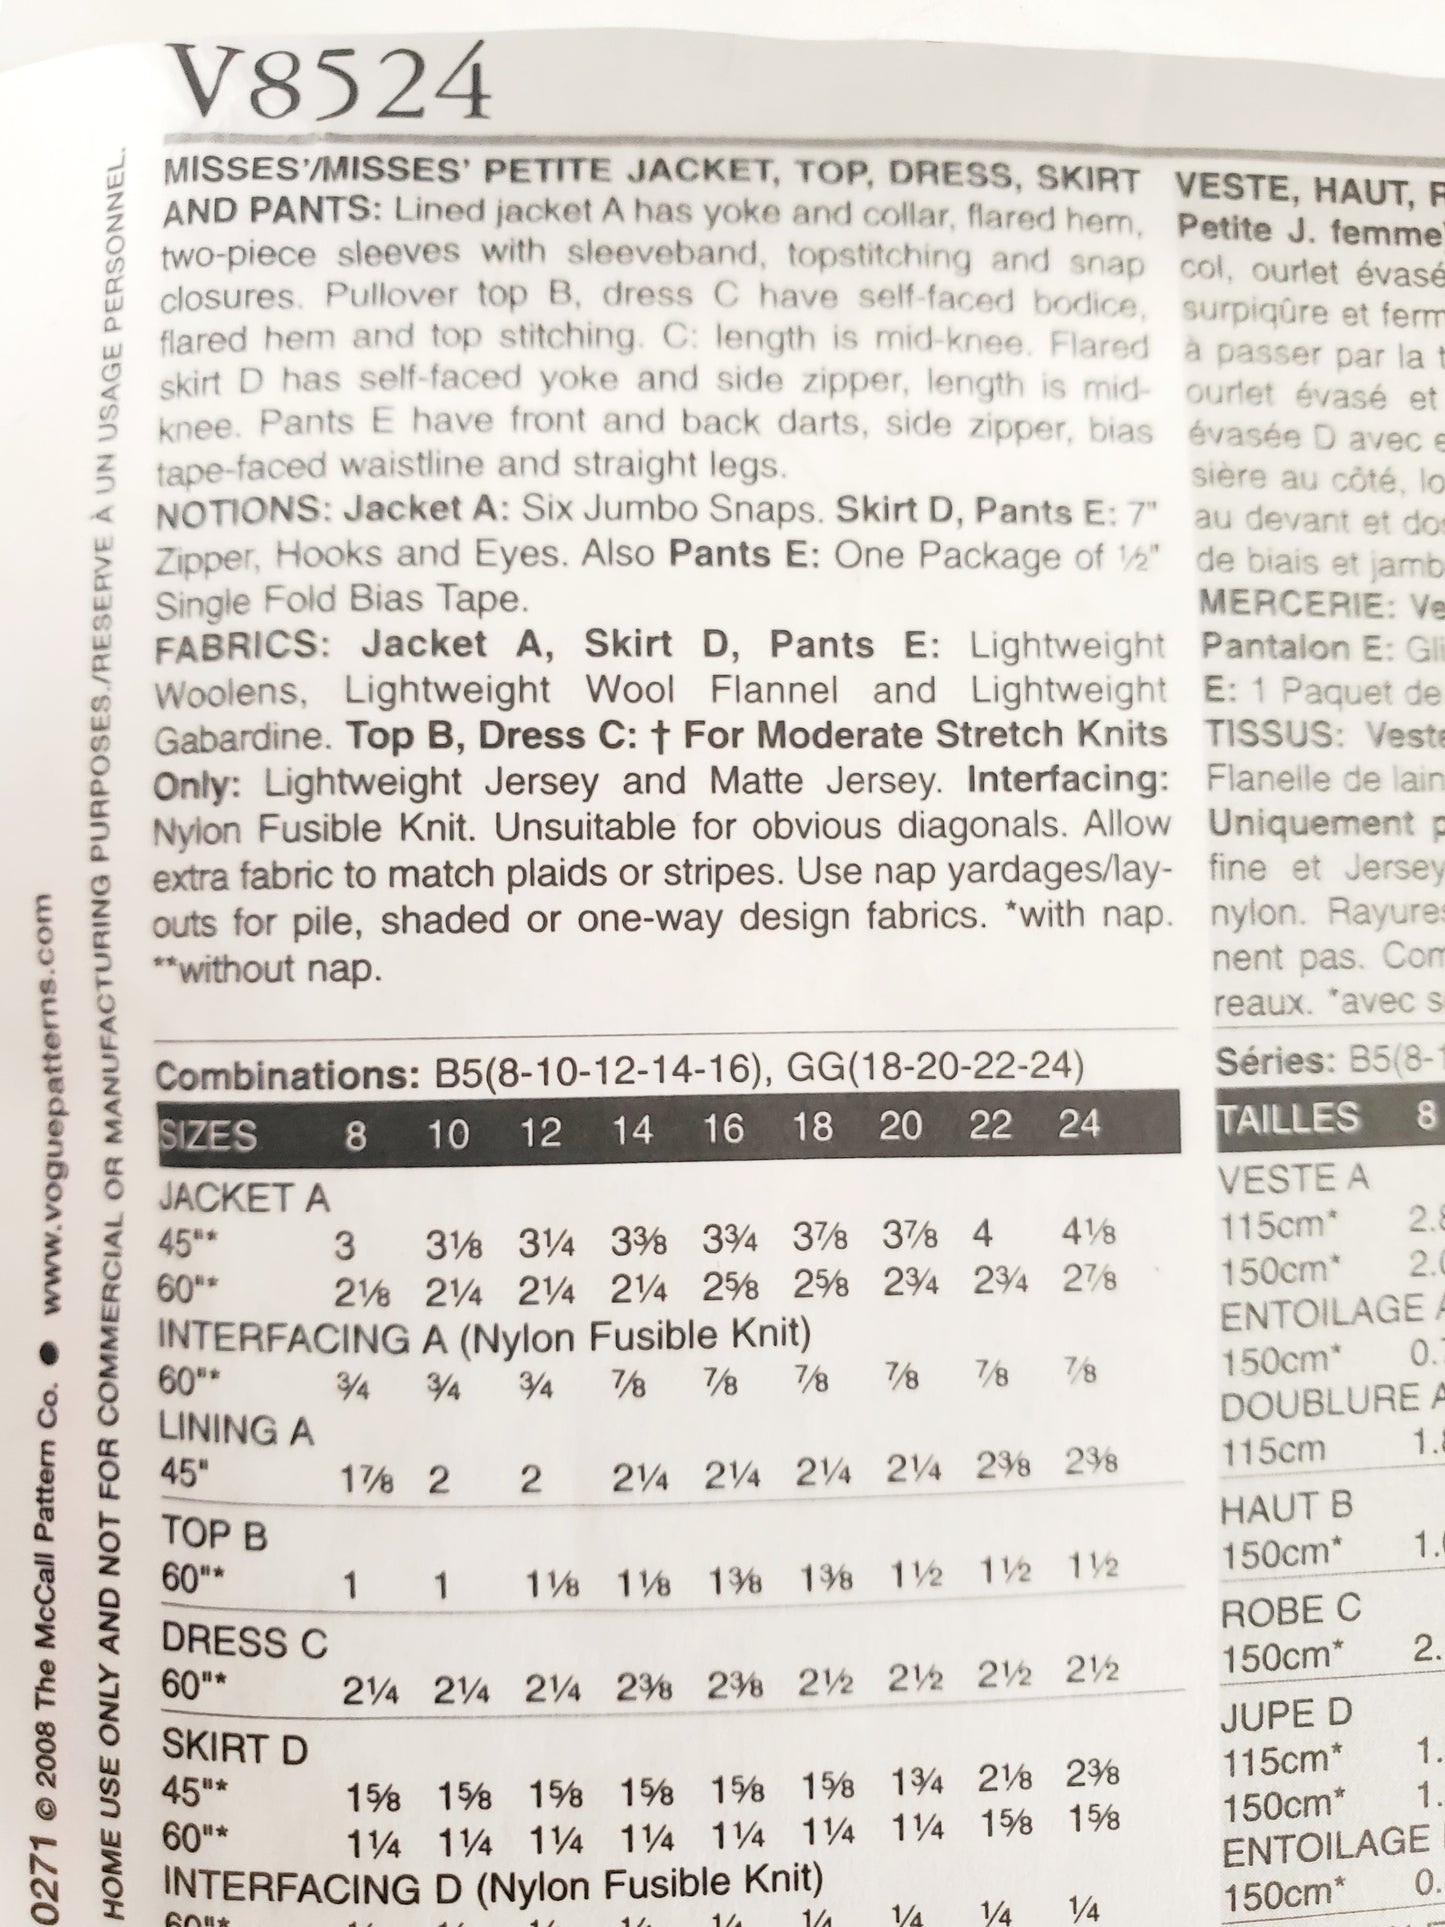 V8524
MISSES'/MISSES' PETITE JACKET, TOP, DRESS, SKIRT
AND PANTS: Lined jacket A has yoke and collar, flared hem,
two-piece sleeves with sleeveband, topstitching and snap
closures. Pullover top B, dress C have self-faced bodice,
flared hem and top stitching. C: length is mid-knee. Flared
skirt D has self-faced yoke and side zipper, length is mid-
knee. Pants E have front and back darts, side zipper, bias
tape-faced waistline and straight legs.
NOTIONS: Jacket A: Six Jumbo Snaps. Skirt D, Pants E: 7"
Zipper, Hooks and Eyes. Also Pants E: One Package of ½"
Single Fold Bias Tape.
FABRICS: Jacket A, Skirt D, Pants E: Lightweight
Woolens, Lightweight Wool Flannel and Lightweight
Gabardine. Top B, Dress C: † For Moderate Stretch Knits
Only: Lightweight Jersey and Matte Jersey. Interfacing:
Nylon Fusible Knit. Unsuitable for obvious diagonals. Allow
extra fabric to match plaids or stripes. Use nap yardages/lay-
outs for pile, shaded or one-way design fabrics. *with nap.
**without nap.
Combinations: B5(8-10-12-14-16), GG(18-20-22-24)
SIZES 8 10 12 14 16 18 20 22 24
JACKET A
45"* 3 3⅛ 3¼ 3⅜ 3¾ 3⅞ 3⅞ 4 4⅛
60"* 2⅛ 2¼ 2¼ 2¼ 2⅝ 2⅝ 2¾ 2¾ 2⅞
INTERFACING A (Nylon Fusible Knit)
60"* ¾ ¾ ¾ ⅞ ⅞ ⅞ ⅞ ⅞ ⅞
LINING A
45" 1⅞ 2 2 2¼ 2¼ 2¼ 2¼ 2⅜ 2⅜
TOP B
60"* 1 1 1⅛ 1⅛ 1⅜ 1⅜ 1½ 1½ 1½
DRESS C
60"* 2¼ 2¼ 2¼ 2⅜ 2⅜ 2½ 2½ 2½ 2½
SKIRT D
45"* 1⅝ 1⅝ 1⅝ 1⅝ 1⅝ 1⅝ 1¾ 2⅛ 2⅜
60"* 1¼ 1¼ 1¼ 1¼ 1¼ 1¼ 1¼ 1⅝ 1⅝
INTERFACING D (Nylon Fusible Knit)
60"* ¼ ¼ ¼ ¼ ¼ ¼ ¼ ¼ ¼
VESTE, HAUT,
Petite J. femme
col, ourlet évasé
surpiqûre et
à passer par la
ourlet évasé et
évasée D avec
sière au côté,
au devant et
de biais et
MERCERIE:
Pantalon E:
E: 1 Paquet de
TISSUS:
Flanelle de
Uniquement
fine et Jersey
nylon.
nent pas.
reaux. *avec
Séries: B5(8-
TAILLES 8
VESTE A
115cm*
150cm*
ENTOILAGE
150cm*
DOUBLURE
115cm
HAUT B
150cm*
ROBE C
150cm*
JUPE D
115cm*
150cm*
ENTOILAGE
150cm*
0271 © 2008 The McCall Pattern Co. ● www.voguepatterns.com
HOME USE ONLY AND NOT FOR COMMERCIAL OR MANUFACTURING PURPOSES./RESERVE À UN USAGE PERSONNEL.